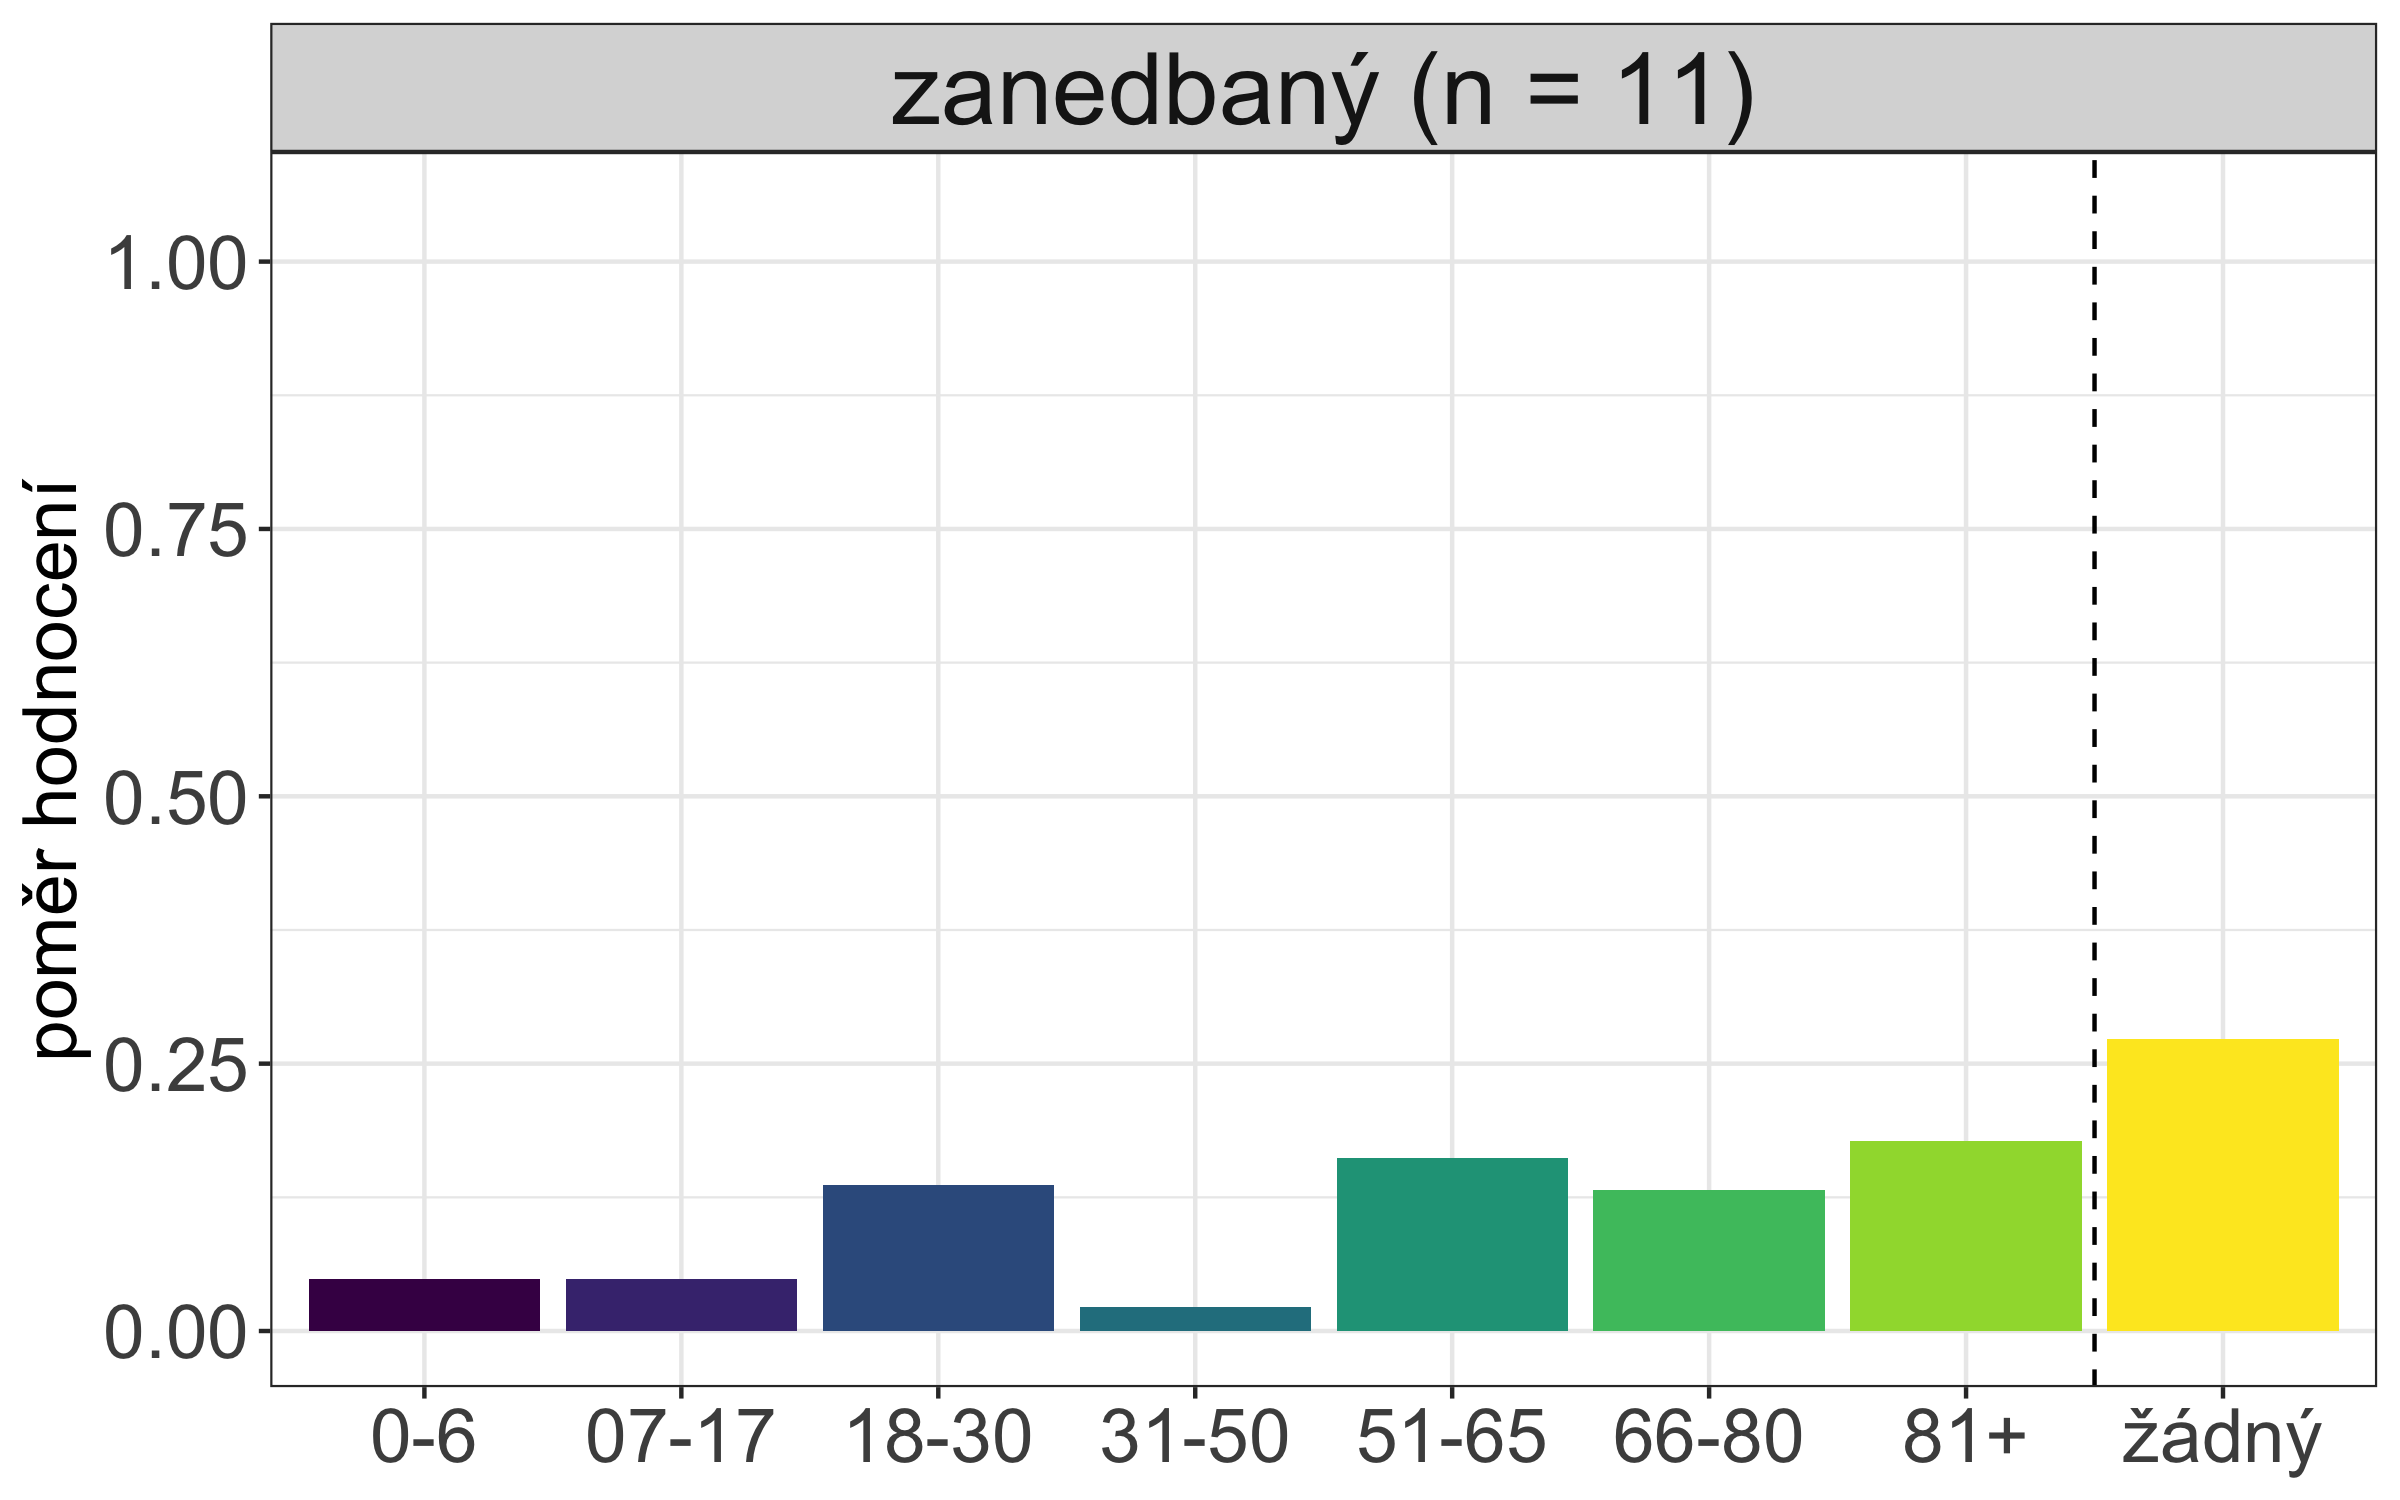 zanedbaný (n = 11)
poměr hodnocení
1.00
0.75
0.50
0.25
0.00
0-6 07-17 18-30 31-50 51-65 66-80 81+ žádný